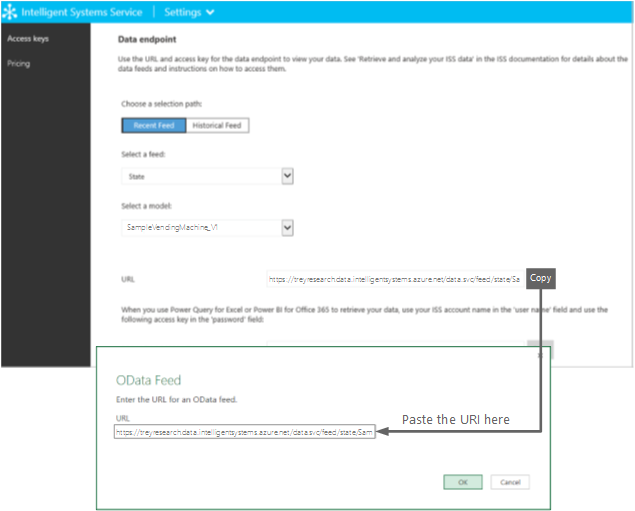 Intelligent Systems Service Settings
Access keys
Pricing
Data endpoint
Use the URL and access key for the data endpoint to view your data. See 'Retrieve and analyze your ISS data' in the ISS documentation for details about the
data feeds and instructions on how to access them.
Choose a selection path:
Recent Feed Historical Feed
Select a feed:
State
Select a model:
SampleVendingMachine_V1
URL https://treyresearchdata.intelligentsystems.azure.net/data.svc/feed/state/Sa Copy
When you use Power Query for Excel or Power BI for Office 365 to retrieve your data, use your ISS account name in the 'user name' field and use the
following access key in the 'password' field:
OData Feed
Enter the URL for an OData feed.
URL
https://treyresearchdata.intelligentsystems.azure.net/data.svc/feed/state/Sam
Paste the URI here
OK Cancel